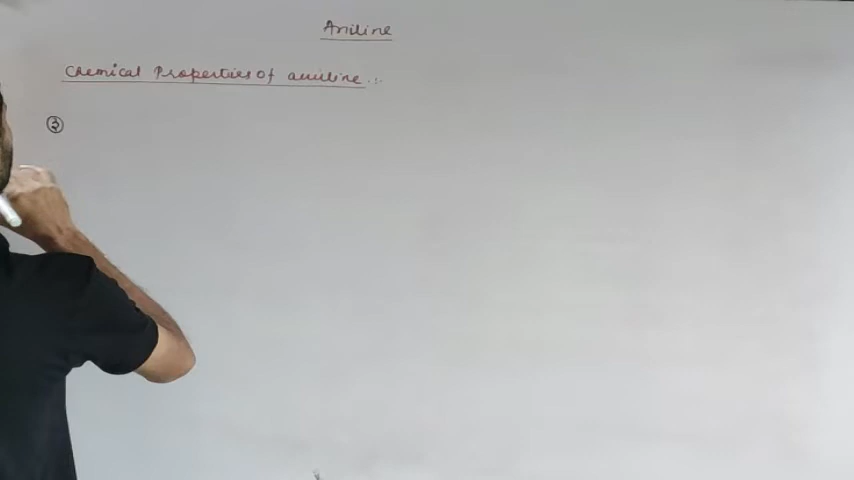 Aniline
Chemical Properties of aniline :-
③